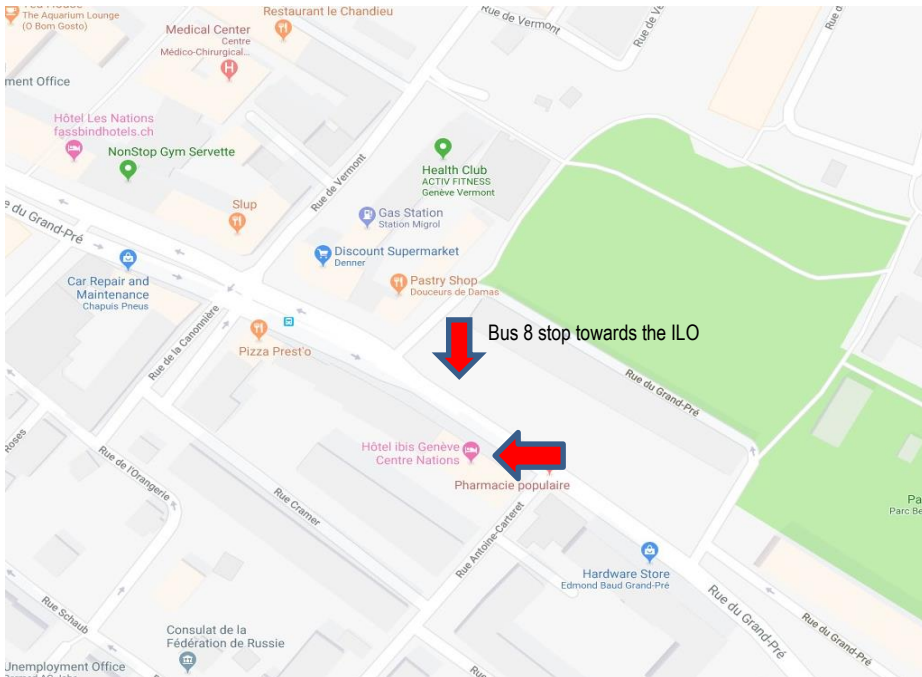 The Aquarium Lounge
(O Bom Gosto)
Restaurant le Chandieu
Rue de Vermont
Rue d
Medical Center
Centre
Médico-Chirurgical...
H
ment Office
Hôtel Les Nations
fassbindhotels.ch
NonStop Gym Servette
Health Club
ACTIV FITNESS
Genève Vermont
Rue de Vermont
Rue de Vermont
Slup
Gas Station
Station Migrol
e du Grand-Pré
Discount Supermarket
Denner
Car Repair and
Maintenance
Chapuis Pneus
Pastry Shop
Douceurs de Damas
Pizza Prest'o
Rue de la Canonnière
Bus 8 stop towards the ILO
Rue du Grand-Pré
Roses
Rue de l'Orangerie
Hôtel ibis Genève
Centre Nations
Pharmacie populaire
Rue Cramer
Pa
Parc Be
Rue Antoine-Carteret
Hardware Store
Edmond Baud Grand-Pré
Rue du Grand-Pré
Rue du Grand-Pré
Rue Schaub
Consulat de la
Fédération de Russie
Unemployment Office
Rue